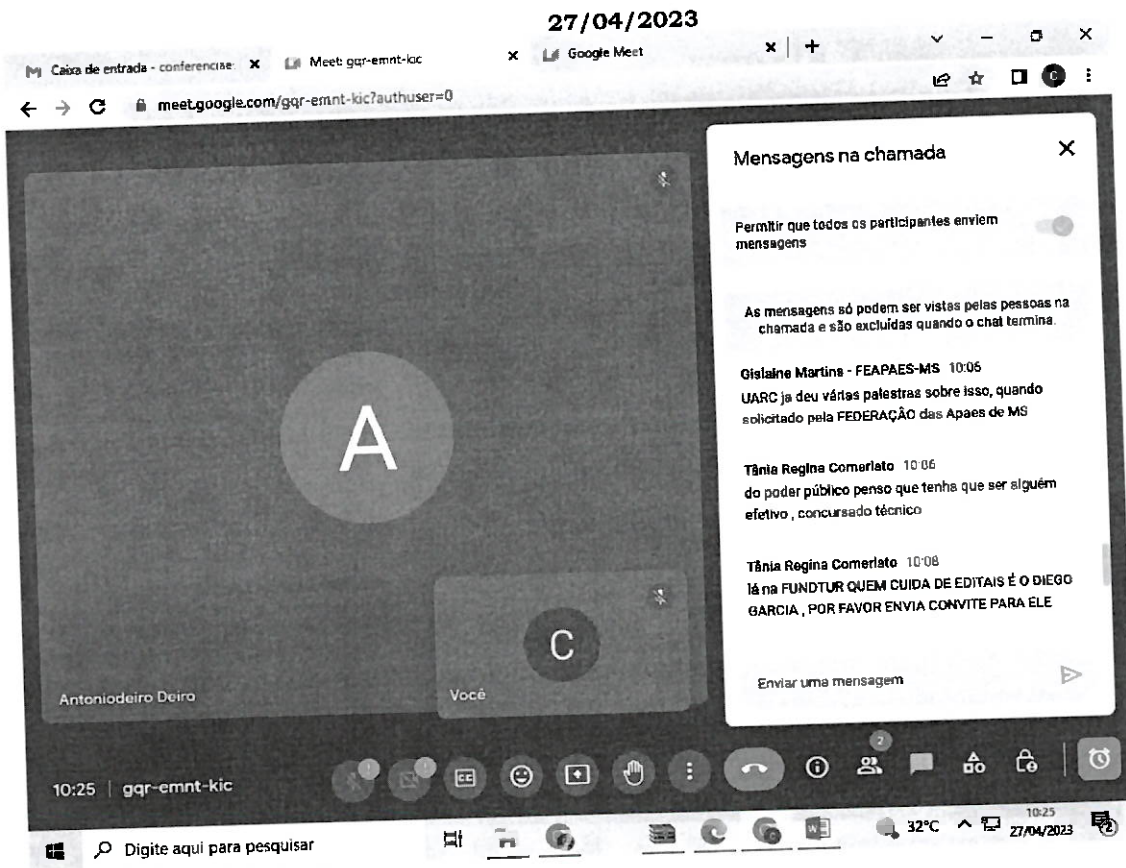 27/04/2023
Caixa de entrada - conferenciae
Meet: gqr-emnt-kic
Google Meet
meet.google.com/gqr-emnt-kic?authuser=0
C
Mensagens na chamada
Permitir que todos os participantes enviem
mensagens
As mensagens só podem ser vistas pelas pessoas na
chamada e são excluídas quando o chat termina.
Gislaine Martins - FEAPAES-MS 10:06
UARC ja deu várias palestras sobre isso, quando
solicitado pela FEDERAÇÃO das Apaes de MS
Tânia Regina Comerlato 10:06
do poder público penso que tenha que ser alguém
efetivo , concursado técnico
Tânia Regina Comerlato 10:08
lá na FUNDTUR QUEM CUIDA DE EDITAIS É O DIEGO
GARCIA , POR FAVOR ENVIA CONVITE PARA ELE
Enviar uma mensagem
A
Antoniodeiro Deiro
C
Você
10:25 | gqr-emnt-kic
2
Digite aqui para pesquisar
32°C
10:25
27/04/2023
2